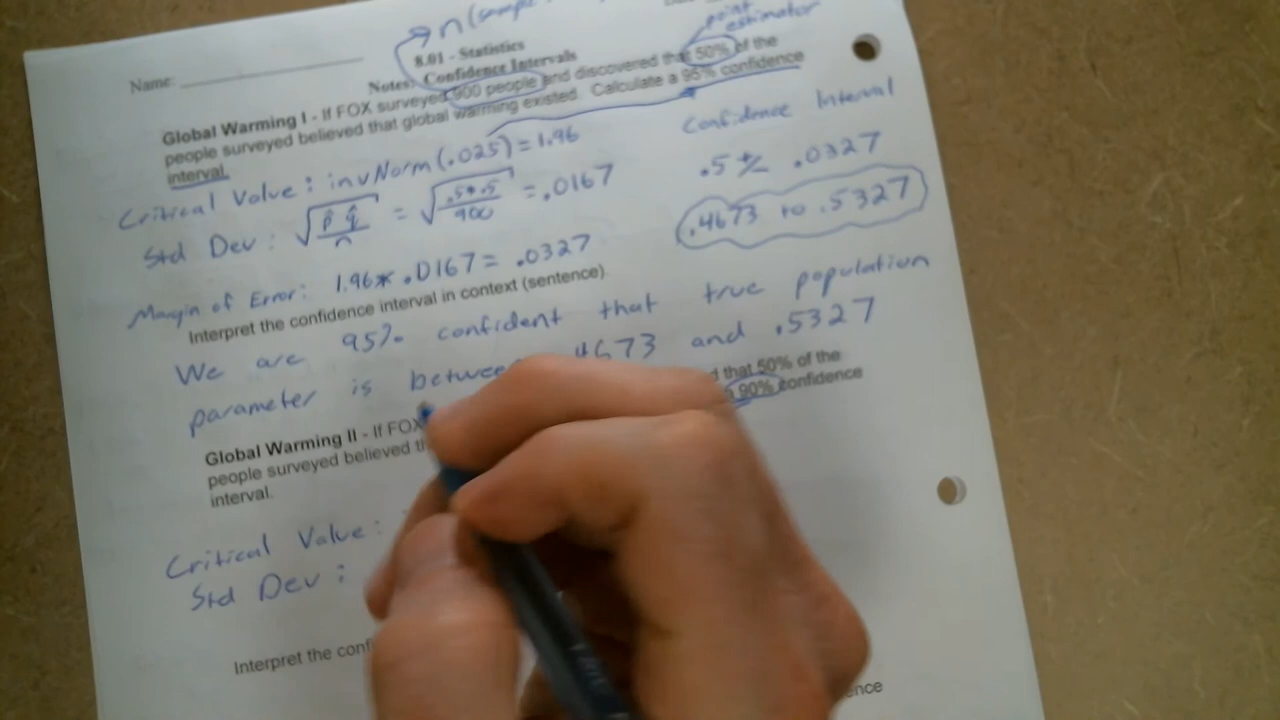 n (sample
point
estimator
8.01 - Statistics
Name:
Notes: Confidence Intervals
Global Warming I - If FOX surveyed 900 people and discovered that 50% of the
people surveyed believed that global warming existed. Calculate a 95% confidence
interval.
Critical Value: invNorm(.025) = 1.96
Confidence Interval
Std Dev: √(p̂ q̂ / n) = √(.5*.5 / 900) = .0167
.5 +/- .0327
.4673 to .5327
Margin of Error: 1.96* .0167 = .0327
Interpret the confidence interval in context (sentence)
We are 95% confident that true population
parameter is between .4673 and .5327
Global Warming II - If FOX that 50% of the
people surveyed believed 90% confidence
interval.
Critical Value:
Std Dev:
Interpret the